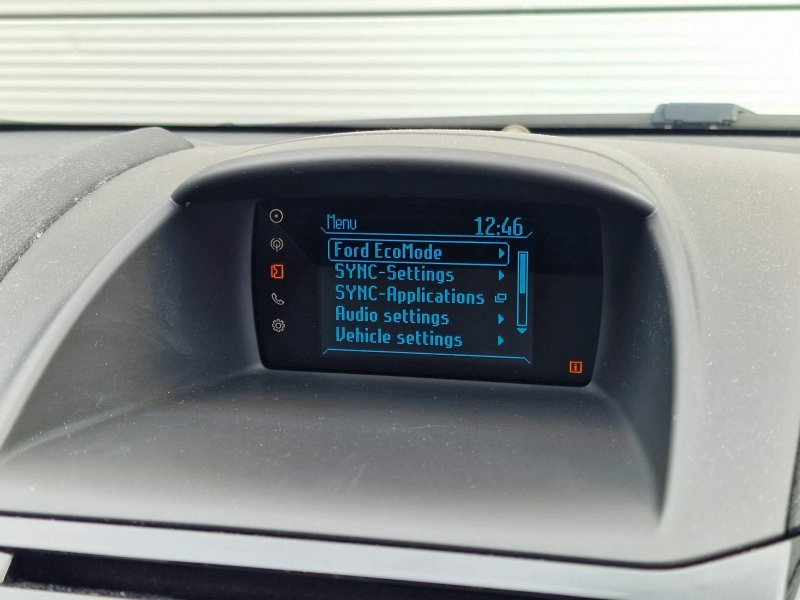 Menu 12:46
Ford EcoMode
SYNC-Settings
SYNC-Applications
Audio settings
Vehicle settings